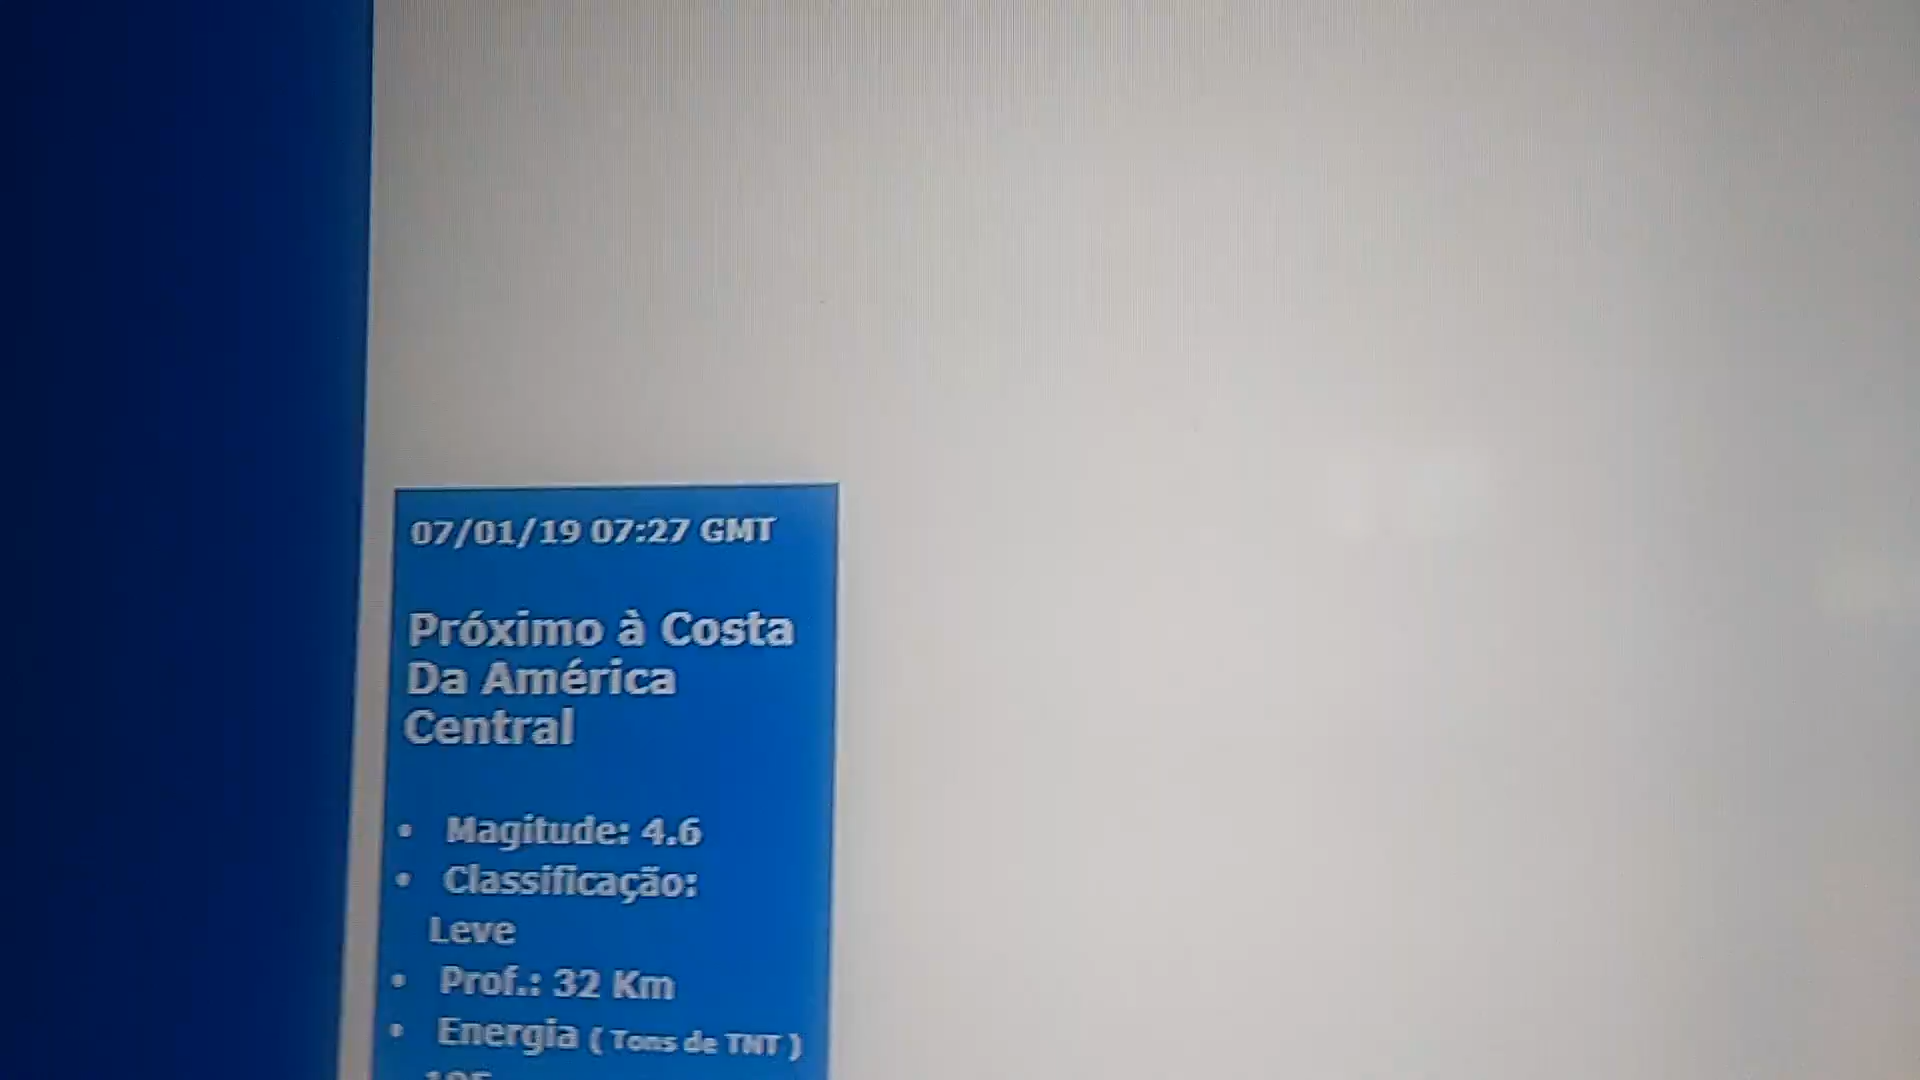 07/01/19 07:27 GMT
Próximo à Costa
Da América
Central
• Magitude: 4.6
• Classificação:
Leve
• Prof.: 32 Km
• Energia ( Tons de TNT )